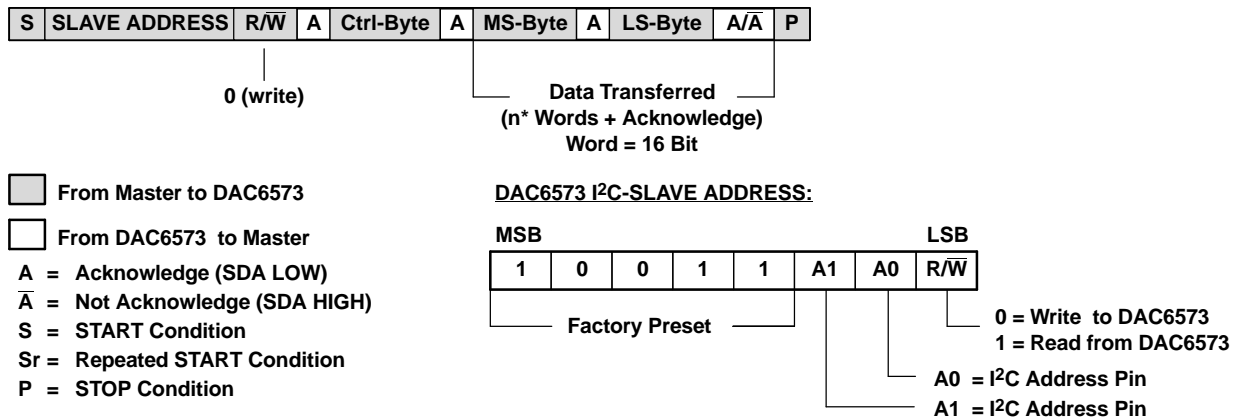 S SLAVE ADDRESS R/W̅ A Ctrl-Byte A MS-Byte A LS-Byte A/A̅ P
0 (write)
Data Transferred
(n* Words + Acknowledge)
Word = 16 Bit
From Master to DAC6573
From DAC6573 to Master
A = Acknowledge (SDA LOW)
A̅ = Not Acknowledge (SDA HIGH)
S = START Condition
Sr = Repeated START Condition
P = STOP Condition
DAC6573 I²C-SLAVE ADDRESS:
MSB LSB
1 0 0 1 1 A1 A0 R/W̅
Factory Preset
0 = Write to DAC6573
1 = Read from DAC6573
A0 = I²C Address Pin
A1 = I²C Address Pin